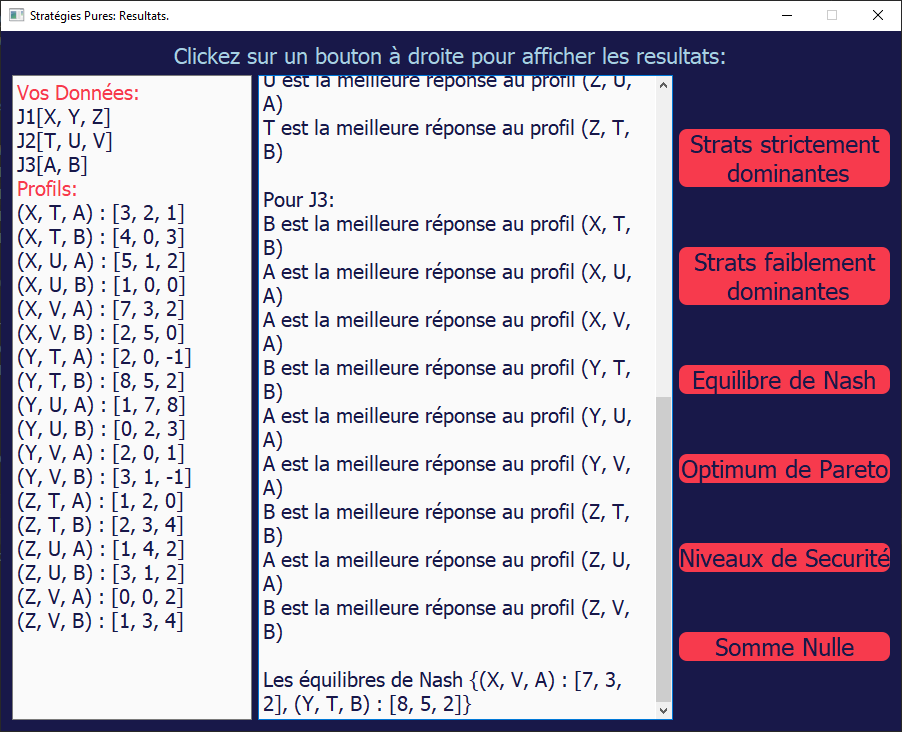 Stratégies Pures: Resultats.
Clickez sur un bouton à droite pour afficher les resultats:
Vos Données:
J1[X, Y, Z]
J2[T, U, V]
J3[A, B]
Profils:
(X, T, A) : [3, 2, 1]
(X, T, B) : [4, 0, 3]
(X, U, A) : [5, 1, 2]
(X, U, B) : [1, 0, 0]
(X, V, A) : [7, 3, 2]
(X, V, B) : [2, 5, 0]
(Y, T, A) : [2, 0, -1]
(Y, T, B) : [8, 5, 2]
(Y, U, A) : [1, 7, 8]
(Y, U, B) : [0, 2, 3]
(Y, V, A) : [2, 0, 1]
(Y, V, B) : [3, 1, -1]
(Z, T, A) : [1, 2, 0]
(Z, T, B) : [2, 3, 4]
(Z, U, A) : [1, 4, 2]
(Z, U, B) : [3, 1, 2]
(Z, V, A) : [0, 0, 2]
(Z, V, B) : [1, 3, 4]
U est la meilleure réponse au profil (Z, U,
A)
T est la meilleure réponse au profil (Z, T,
B)
Pour J3:
B est la meilleure réponse au profil (X, T,
B)
A est la meilleure réponse au profil (X, U,
A)
A est la meilleure réponse au profil (X, V,
A)
B est la meilleure réponse au profil (Y, T,
B)
A est la meilleure réponse au profil (Y, U,
A)
A est la meilleure réponse au profil (Y, V,
A)
B est la meilleure réponse au profil (Z, T,
B)
A est la meilleure réponse au profil (Z, U,
A)
B est la meilleure réponse au profil (Z, V,
B)
Les équilibres de Nash {(X, V, A) : [7, 3,
2], (Y, T, B) : [8, 5, 2]}
Strats strictement
dominantes
Strats faiblement
dominantes
Equilibre de Nash
Optimum de Pareto
Niveaux de Securité
Somme Nulle